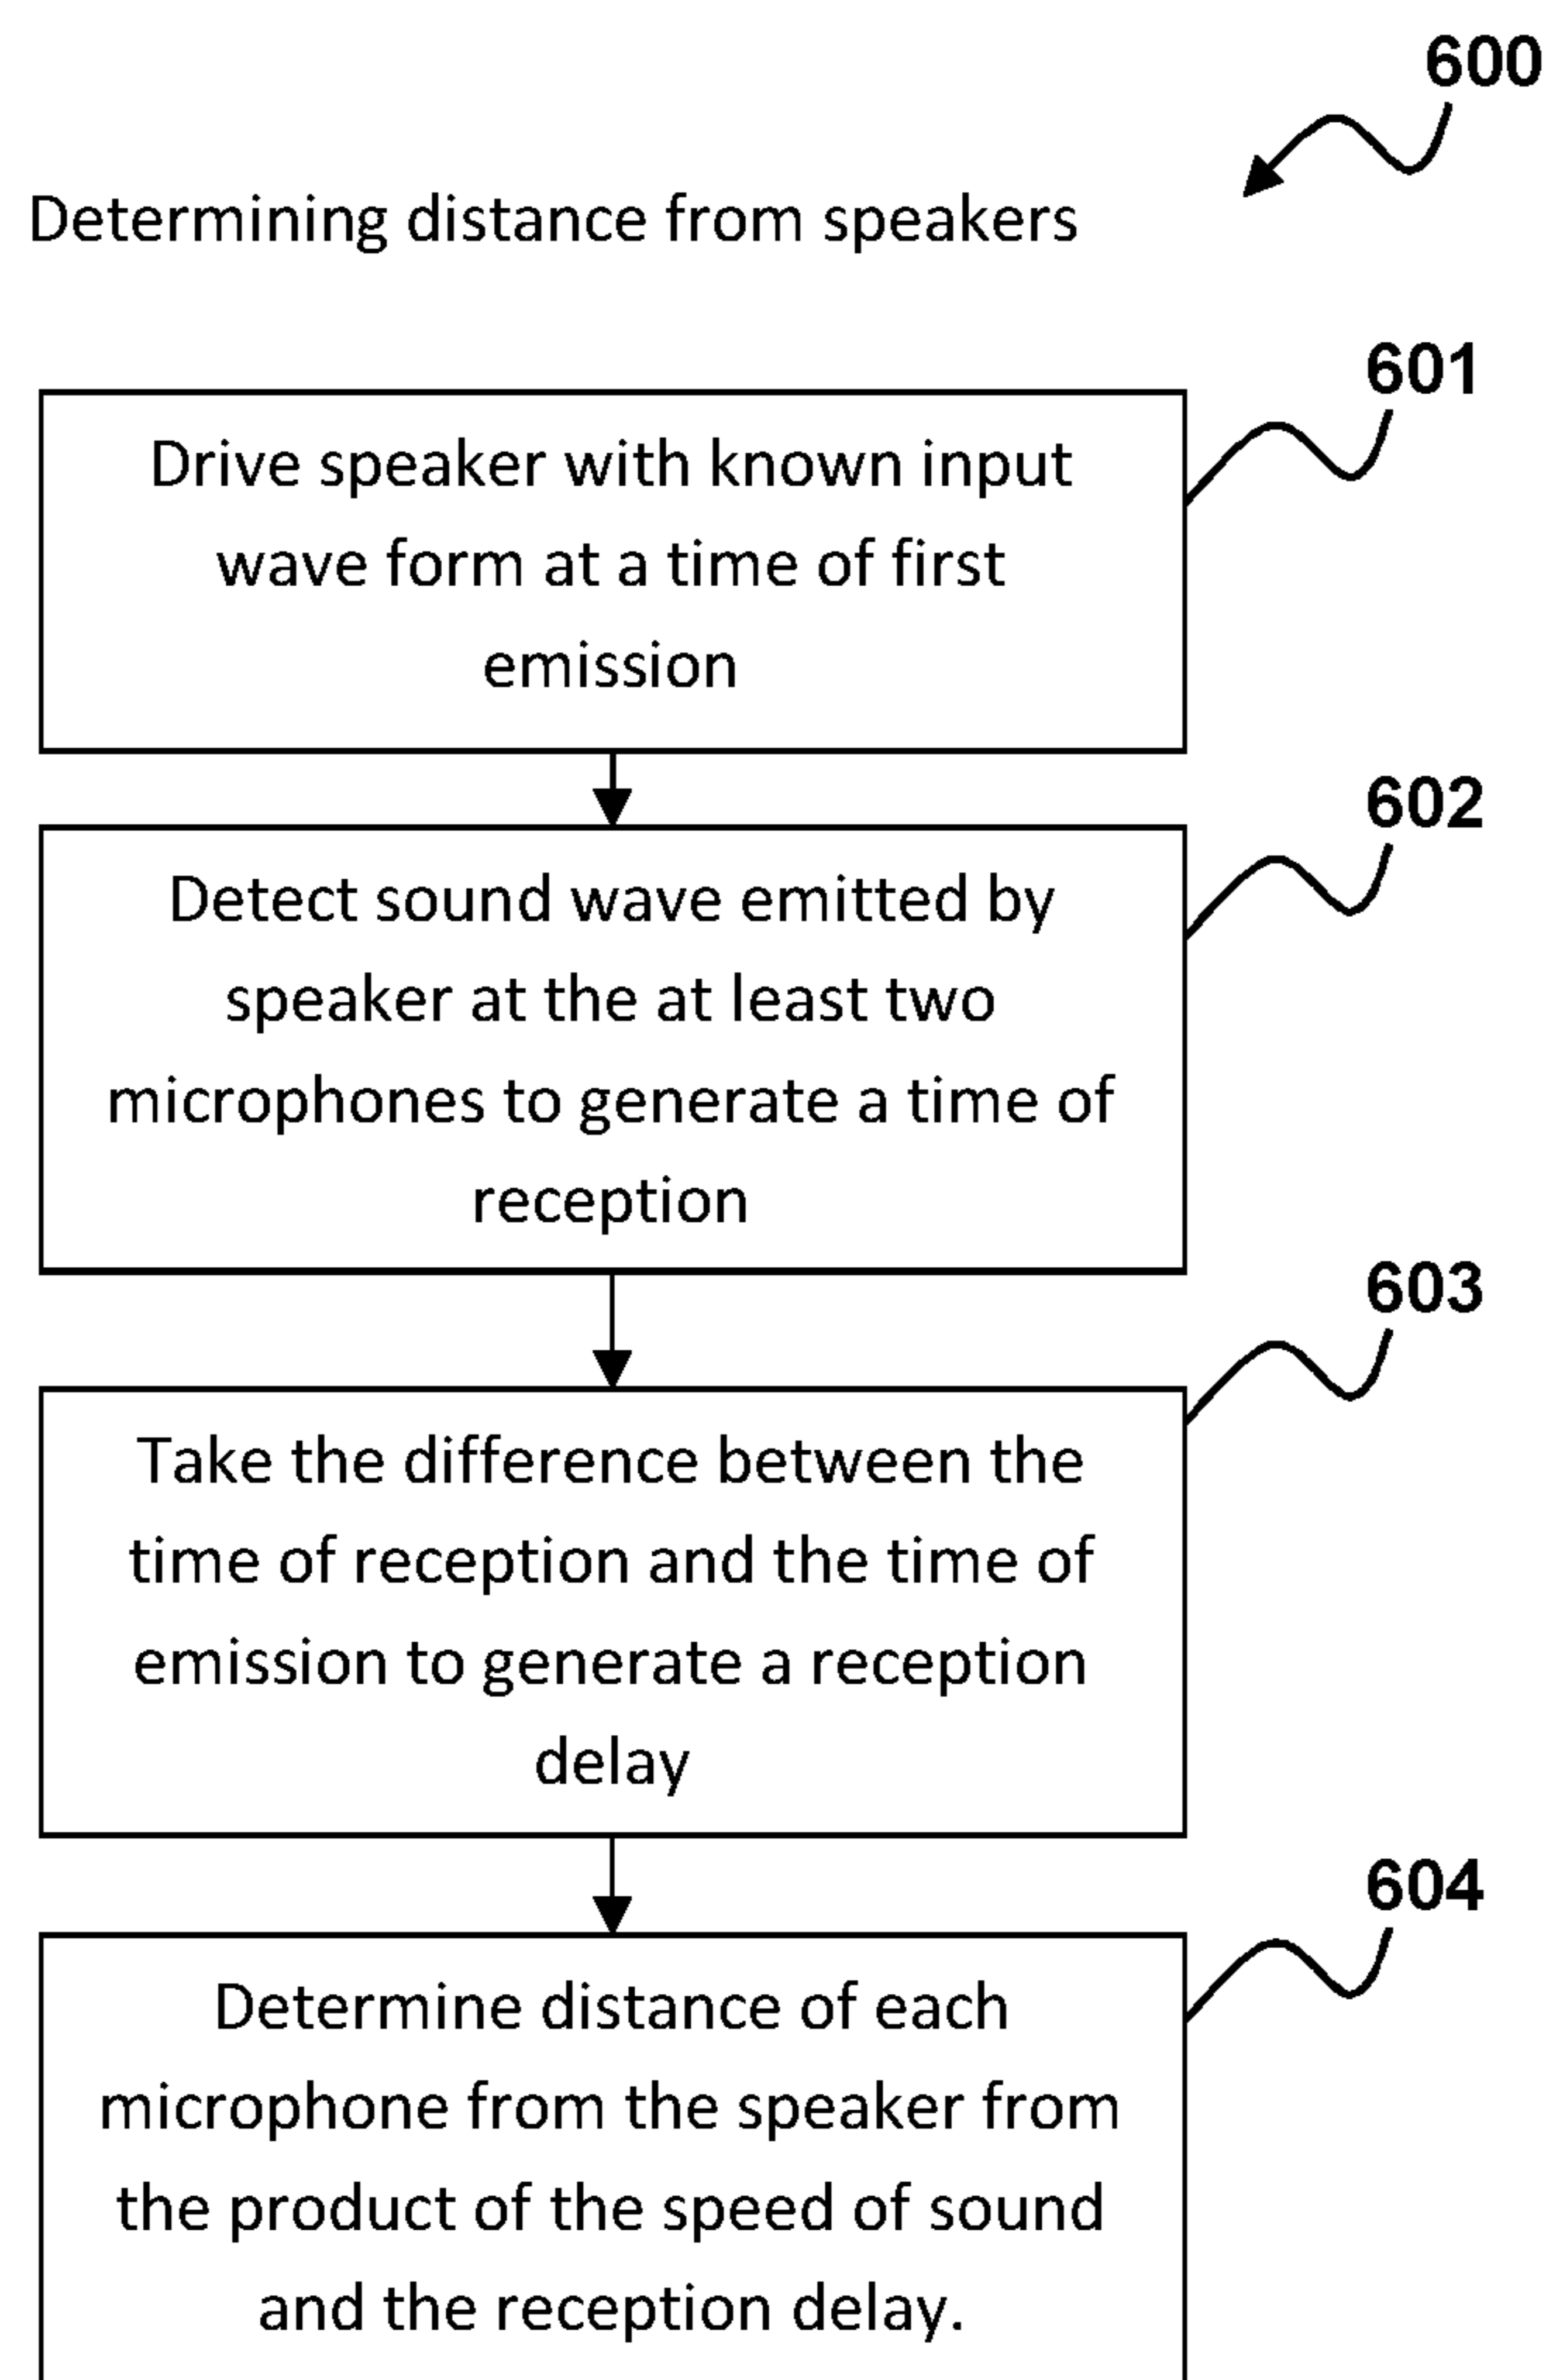 600
Determining distance from speakers
601
Drive speaker with known input
wave form at a time of first
emission
602
Detect sound wave emitted by
speaker at the at least two
microphones to generate a time of
reception
603
Take the difference between the
time of reception and the time of
emission to generate a reception
delay
604
Determine distance of each
microphone from the speaker from
the product of the speed of sound
and the reception delay.